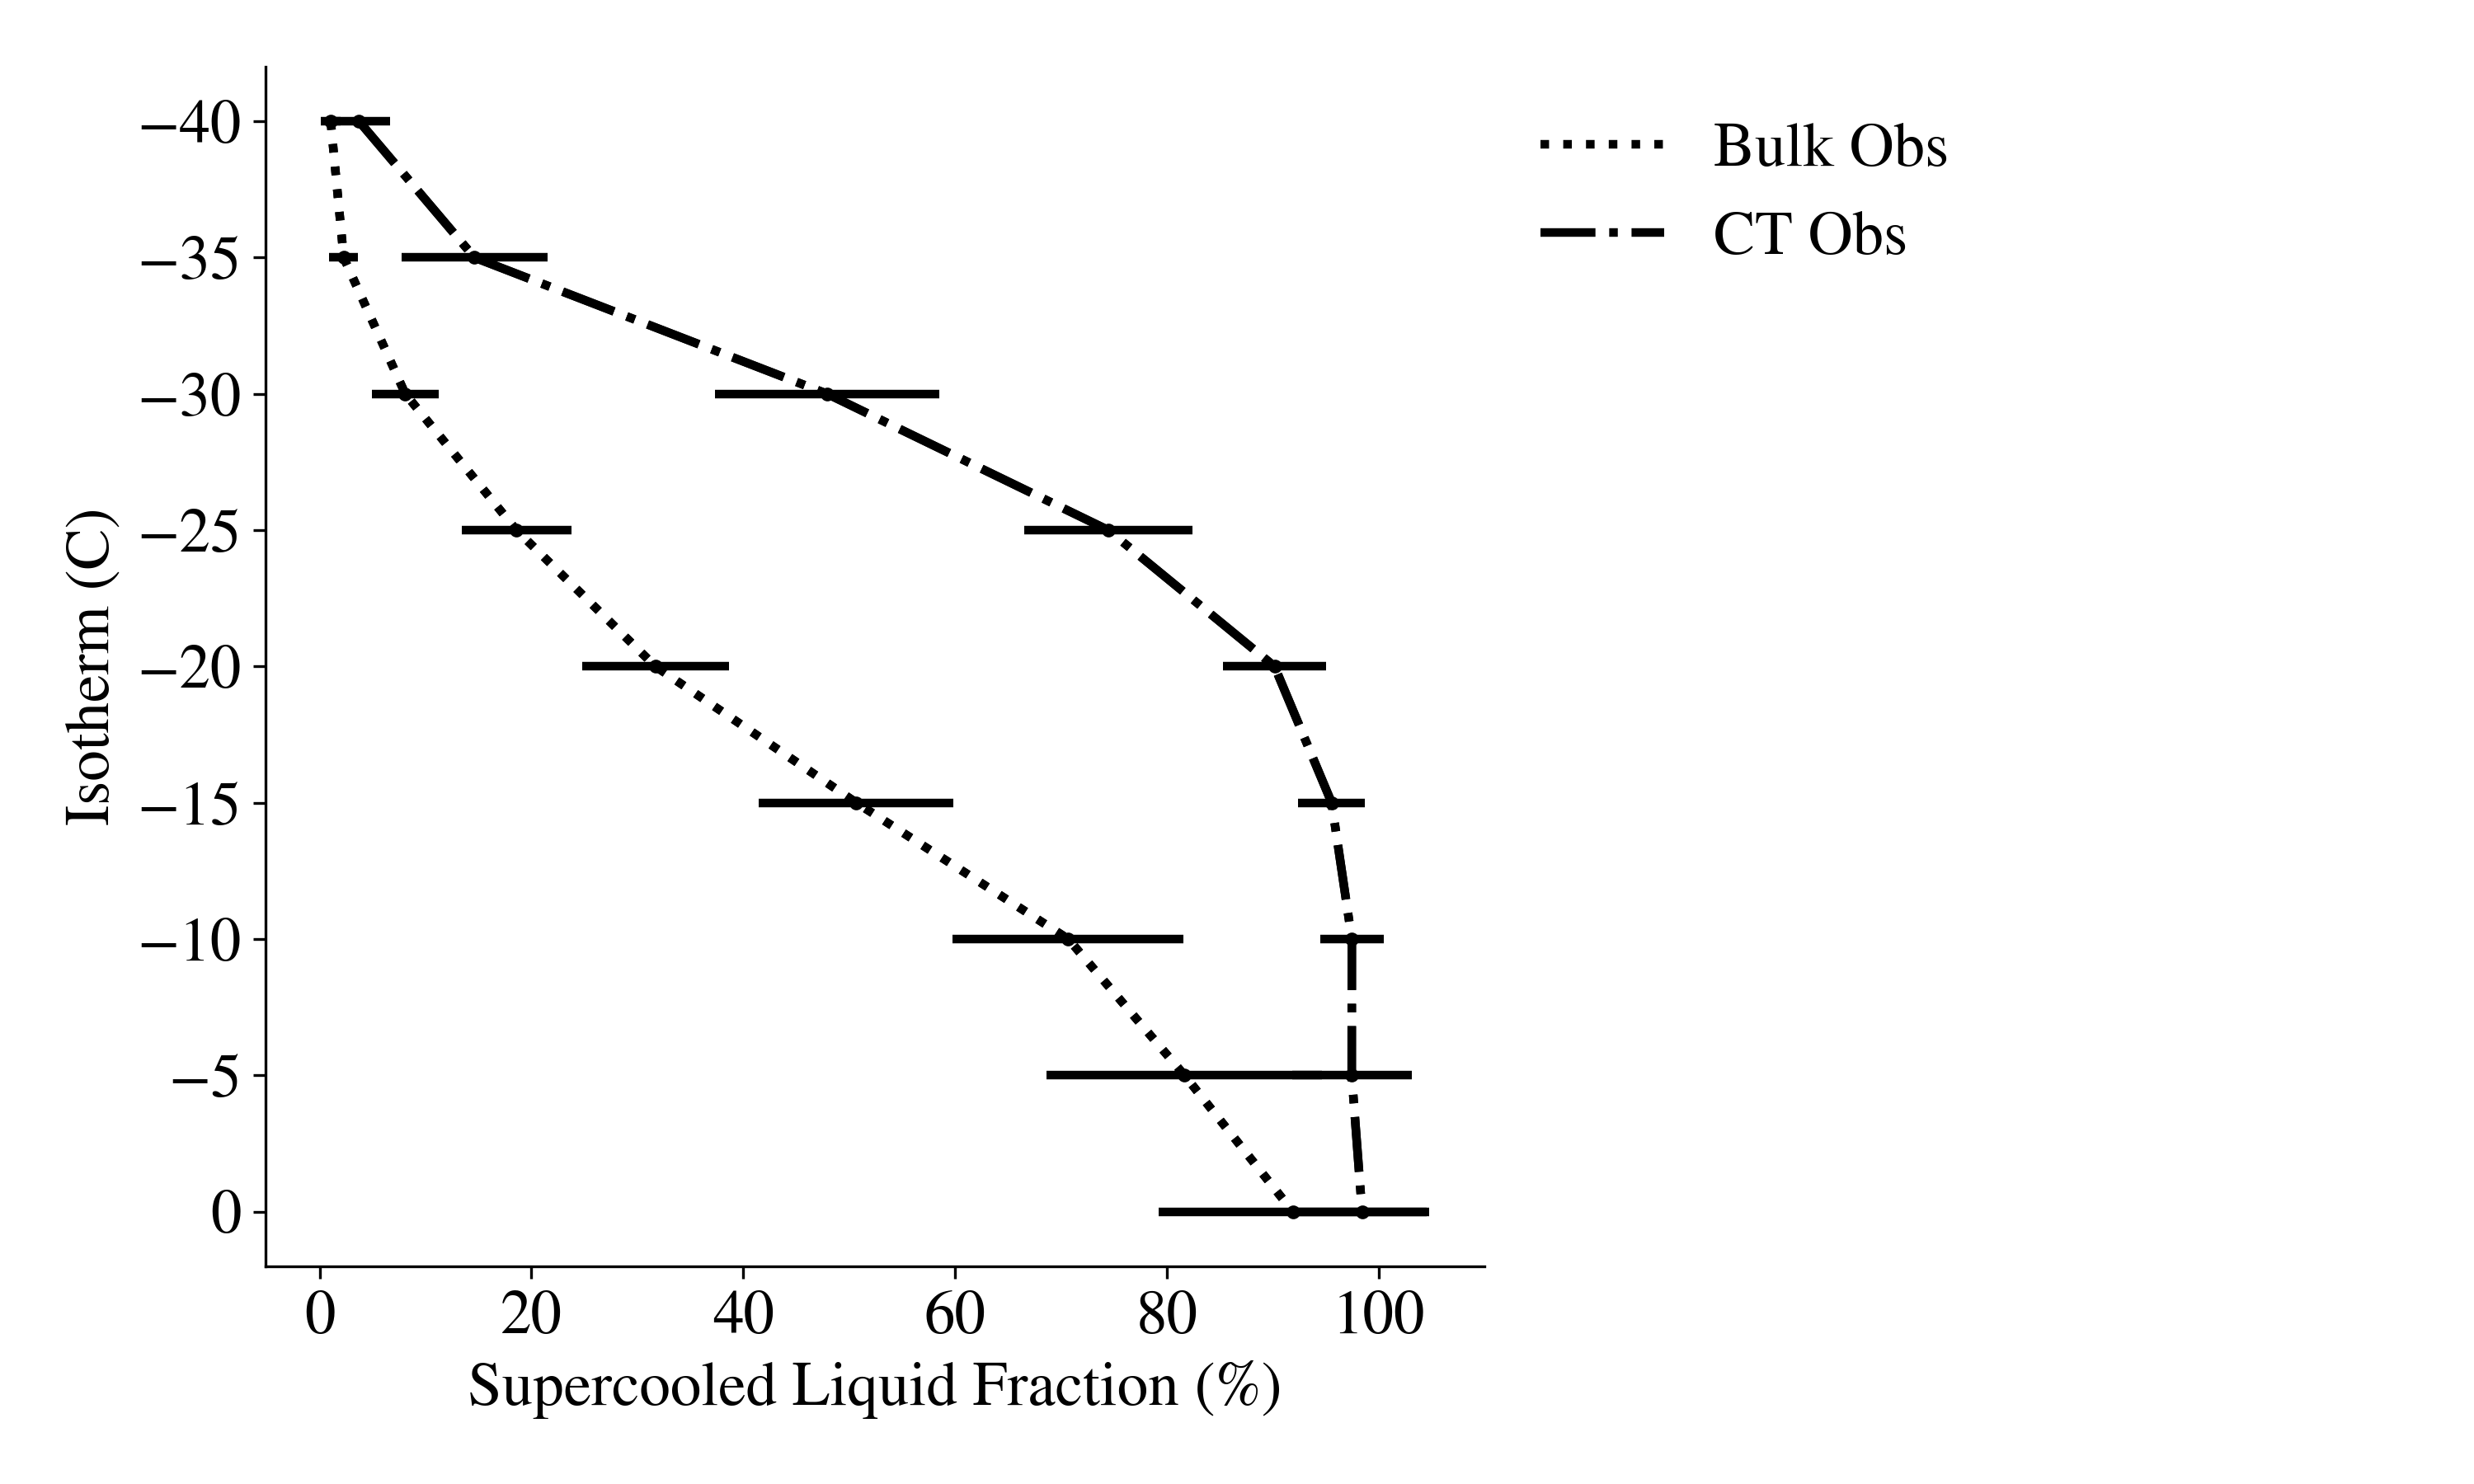 −40
−35
−30
−25
−20
−15
−10
−5
0
Isotherm (C)
0 20 40 60 80 100
Supercooled Liquid Fraction (%)
Bulk Obs
CT Obs